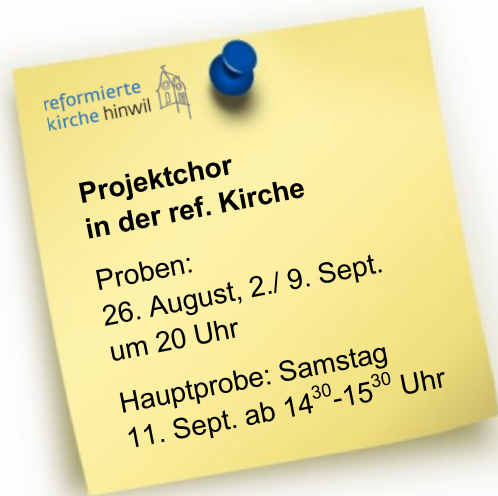 reformierte
kirche hinwil
Projektchor
in der ref. Kirche
Proben:
26. August, 2./ 9. Sept.
um 20 Uhr
Hauptprobe: Samstag
11. Sept. ab 14³⁰-15³⁰ Uhr